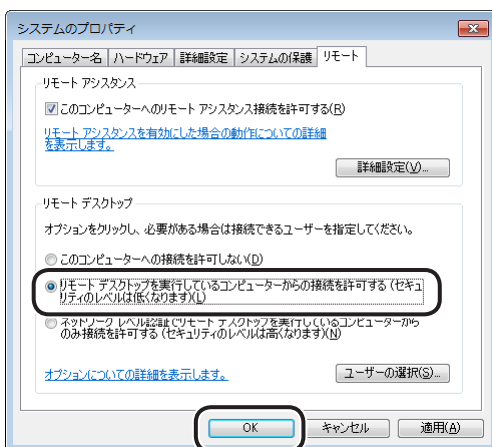 システムのプロパティ
コンピューター名 ハードウェア 詳細設定 システムの保護 リモート
リモート アシスタンス
このコンピューターへのリモート アシスタンス接続を許可する(R)
リモート アシスタンスを有効にした場合の動作についての詳細
を表示します。
詳細設定(V)...
リモート デスクトップ
オプションをクリックし、必要がある場合は接続できるユーザーを指定してください。
このコンピューターへの接続を許可しない(D)
リモート デスクトップを実行しているコンピューターからの接続を許可する (セキュ
リティのレベルは低くなります)(L)
ネットワーク レベル認証でリモート デスクトップを実行しているコンピューターから
のみ接続を許可する (セキュリティのレベルは高くなります)(N)
オプションについての詳細を表示します。
ユーザーの選択(S)...
OK キャンセル 適用(A)